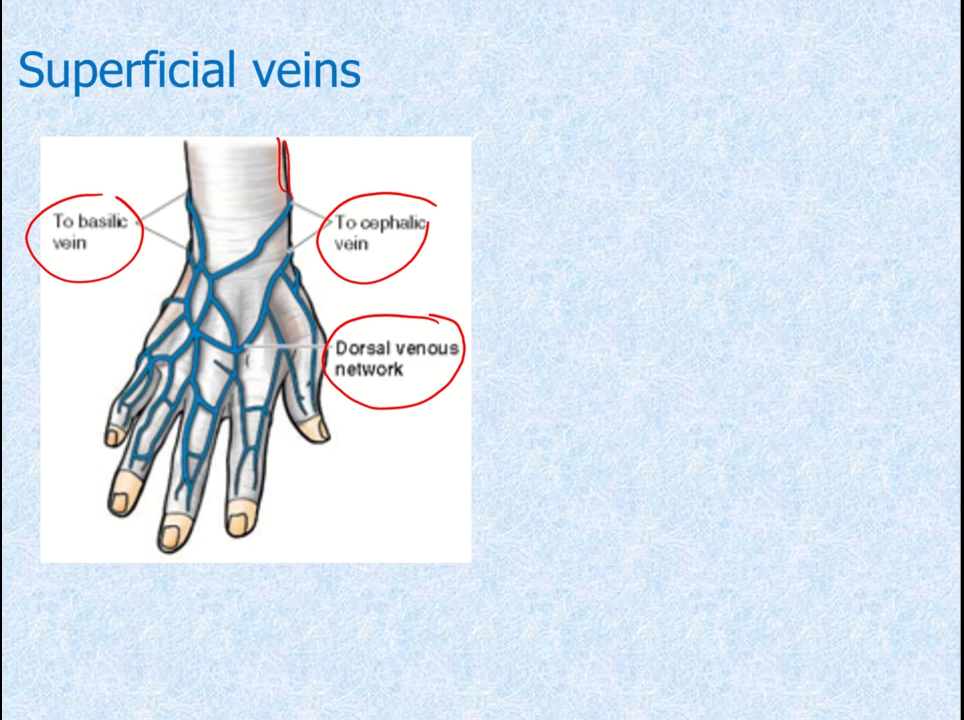 Superficial veins
To basilic
vein
To cephalic
vein
Dorsal venous
network